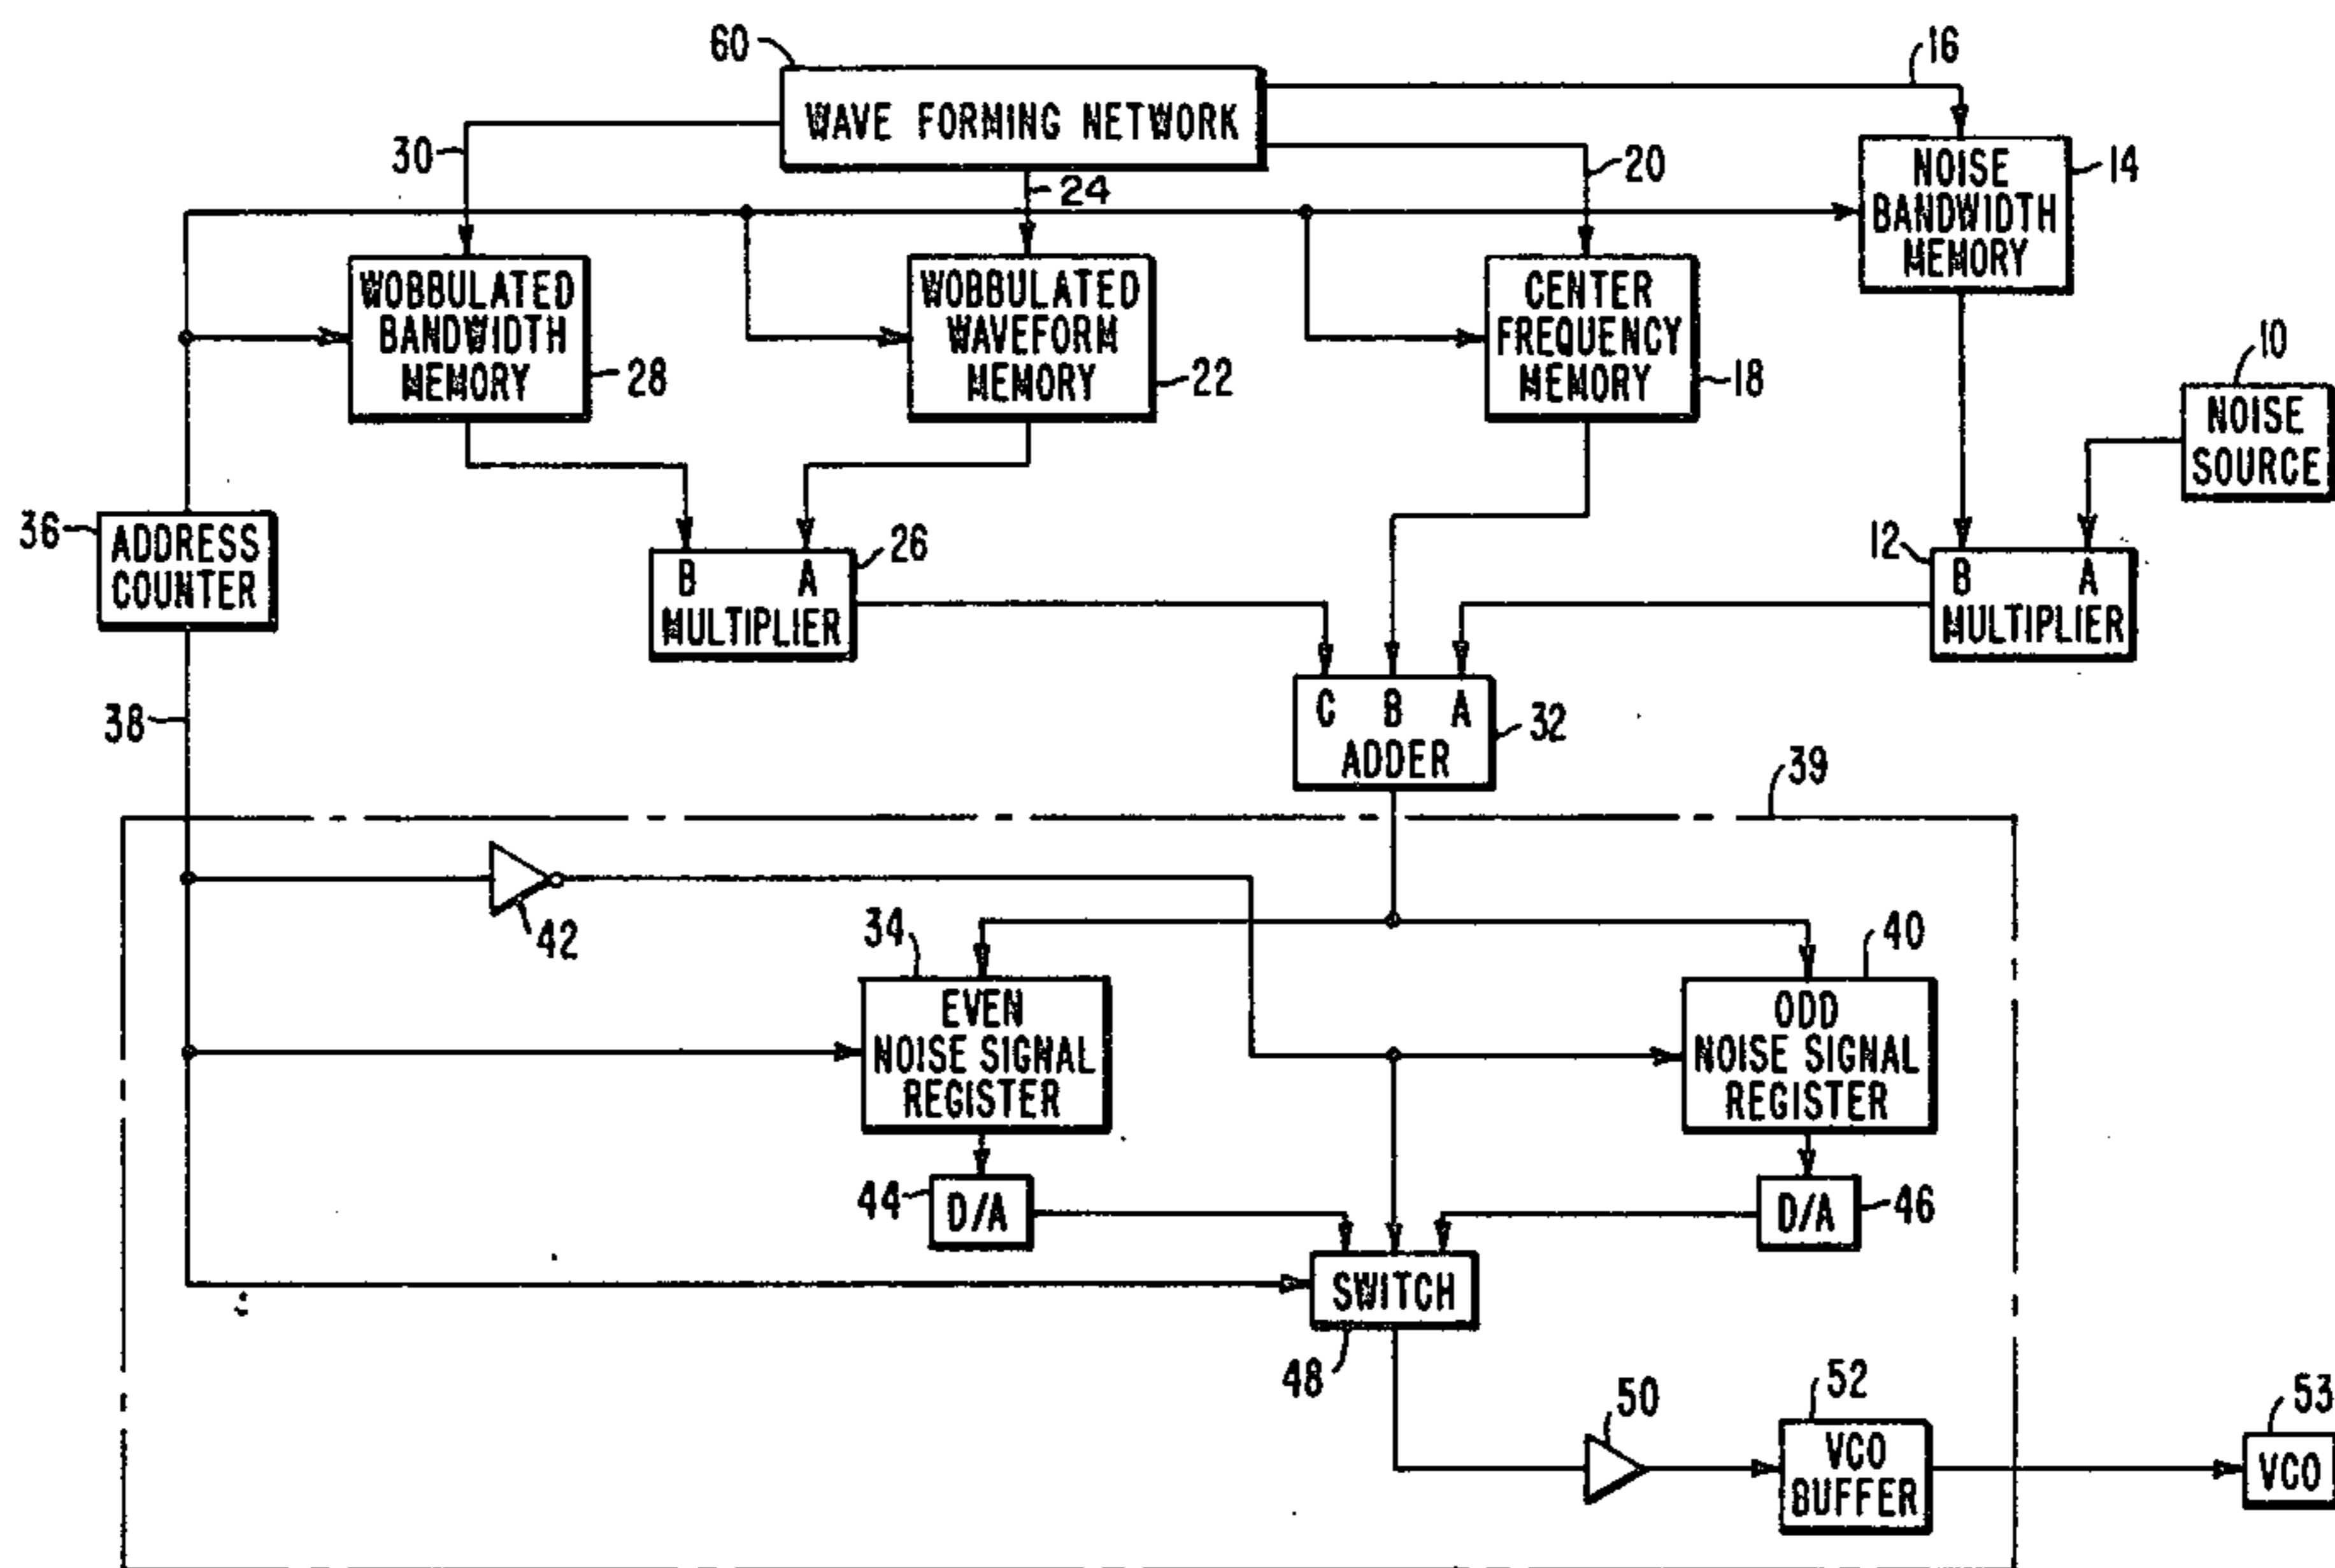 60
16
WAVE FORMING NETWORK
30
24
20
NOISE
BANDWIDTH
MEMORY
14
WOBBULATED
BANDWIDTH
MEMORY
28
WOBBULATED
WAVEFORM
MEMORY
22
CENTER
FREQUENCY
MEMORY
18
10
NOISE
SOURCE
36
ADDRESS
COUNTER
B A
MULTIPLIER
26
12
B A
MULTIPLIER
38
C B A
ADDER
32
39
42
34
EVEN
NOISE SIGNAL
REGISTER
40
ODD
NOISE SIGNAL
REGISTER
44
D/A
D/A
46
SWITCH
48
50
52
VCO
BUFFER
53
VCO